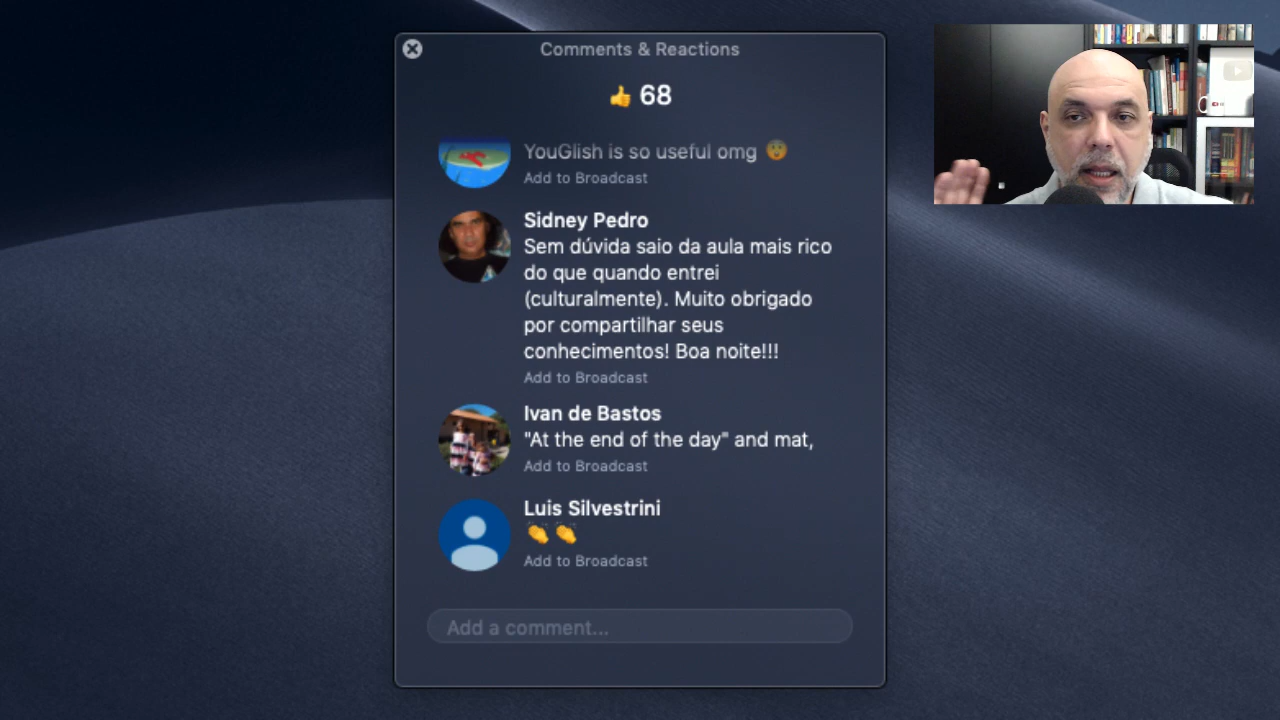 Comments & Reactions
👍 68
YouGlish is so useful omg 😲
Add to Broadcast
Sidney Pedro
Sem dúvida saio da aula mais rico
do que quando entrei
(culturalmente). Muito obrigado
por compartilhar seus
conhecimentos! Boa noite!!!
Add to Broadcast
Ivan de Bastos
"At the end of the day" and mat,
Add to Broadcast
Luis Silvestrini
👏 👏
Add to Broadcast
Add a comment...